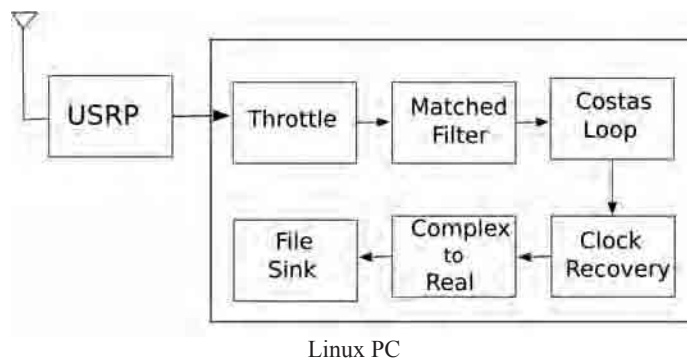 USRP
Throttle
Matched
Filter
Costas
Loop
File
Sink
Complex
to
Real
Clock
Recovery
Linux PC